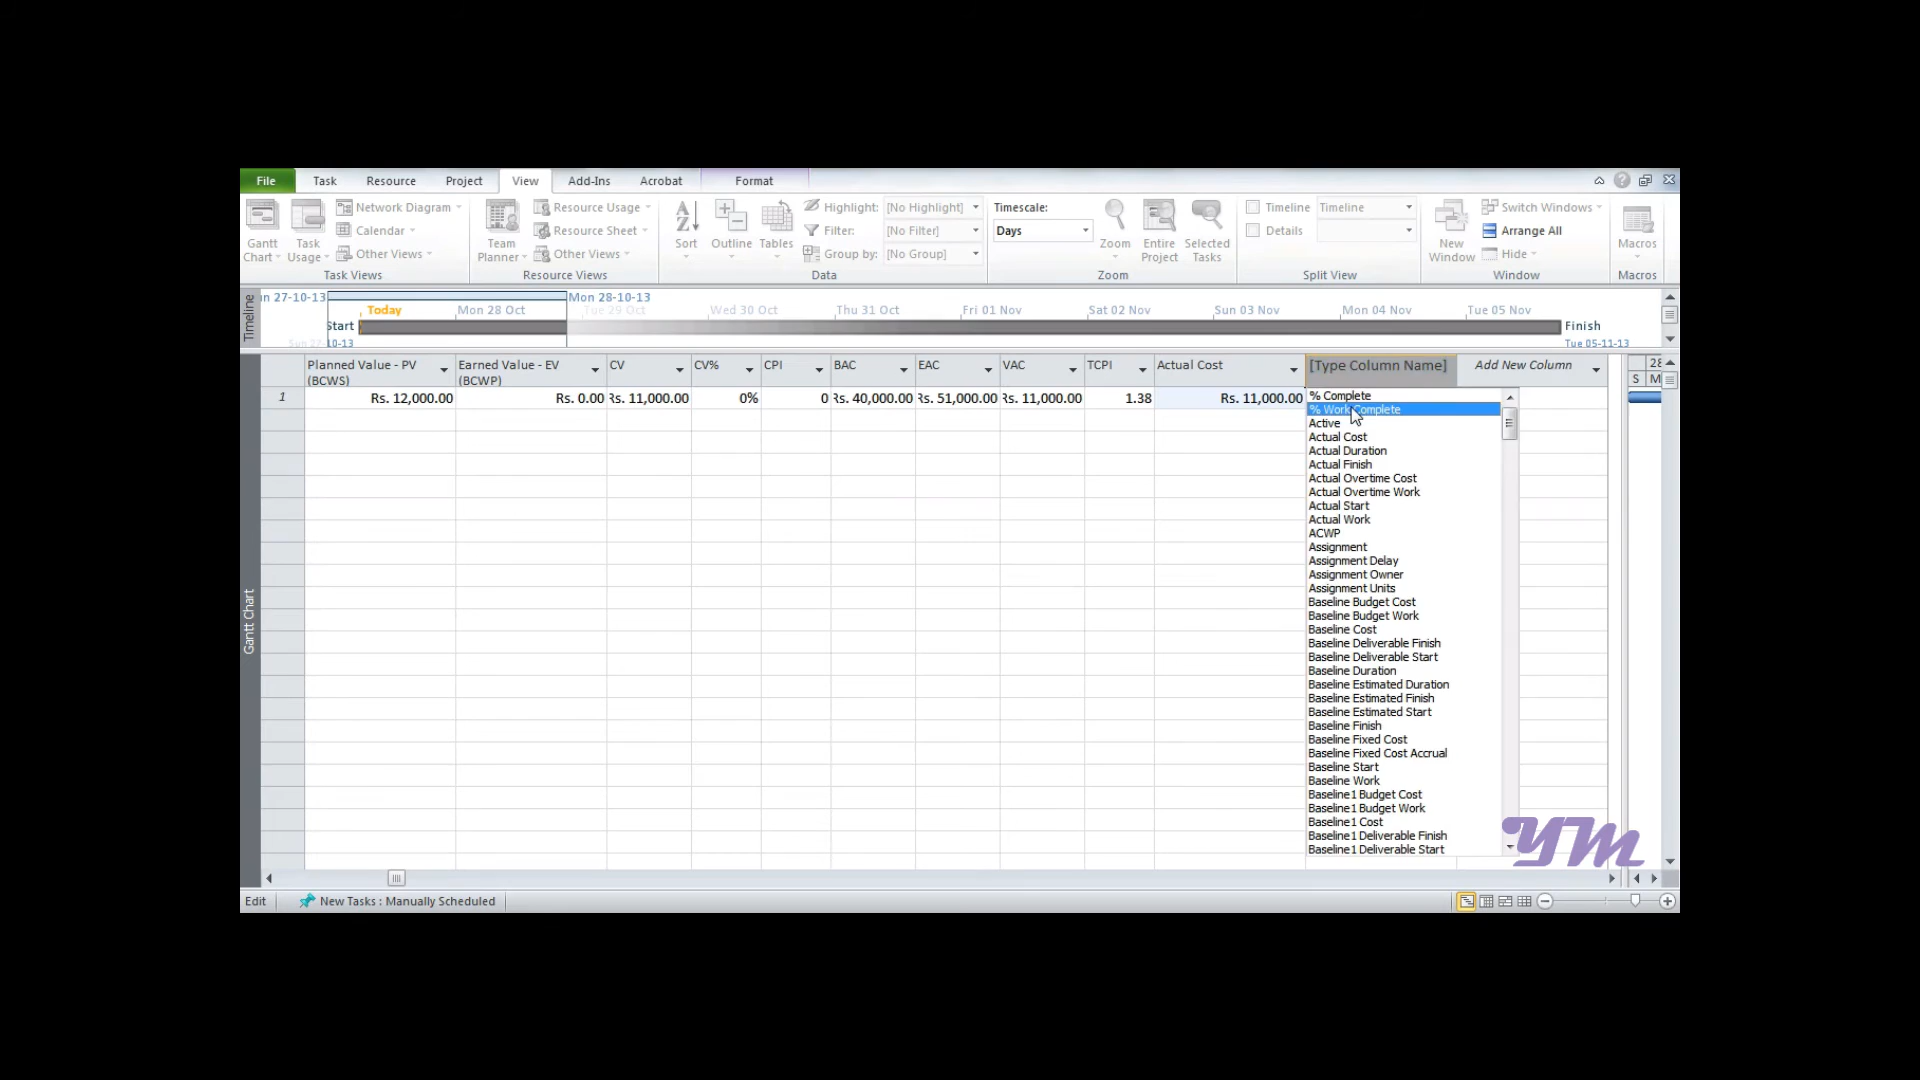 File Task Resource Project View Add-Ins Acrobat Format
Network Diagram Resource Usage Highlight: [No Highlight] Timescale: Timeline Timeline Switch Windows
Calendar Resource Sheet Filter: [No Filter] Days Details Arrange All
Gantt Chart Task Usage Other Views Team Planner Other Views Sort Outline Tables Group by: [No Group] Zoom Entire Project Selected Tasks New Window Hide Macros
Task Views Resource Views Data Zoom Split View Window Macros
Timeline
n 27-10-13 Mon 28-10-13
Today Mon 28 Oct Tue 29 Oct Wed 30 Oct Thu 31 Oct Fri 01 Nov Sat 02 Nov Sun 03 Nov Mon 04 Nov Tue 05 Nov
Start Finish
Sun 27-10-13 Tue 05-11-13
Planned Value - PV (BCWS) Earned Value - EV (BCWP) CV CV% CPI BAC EAC VAC TCPI Actual Cost [Type Column Name] Add New Column 28
S M
1 Rs. 12,000.00 Rs. 0.00 Rs. 11,000.00 0% 0 Rs. 40,000.00 Rs. 51,000.00 Rs. 11,000.00 1.38 Rs. 11,000.00
% Complete
% Work Complete
Active
Actual Cost
Actual Duration
Actual Finish
Actual Overtime Cost
Actual Overtime Work
Actual Start
Actual Work
ACWP
Assignment
Assignment Delay
Assignment Owner
Assignment Units
Baseline Budget Cost
Baseline Budget Work
Baseline Cost
Baseline Deliverable Finish
Baseline Deliverable Start
Baseline Duration
Baseline Estimated Duration
Baseline Estimated Finish
Baseline Estimated Start
Baseline Finish
Baseline Fixed Cost
Baseline Fixed Cost Accrual
Baseline Start
Baseline Work
Baseline1 Budget Cost
Baseline1 Budget Work
Baseline1 Cost
Baseline1 Deliverable Finish
Baseline1 Deliverable Start
Gantt Chart
YM
Edit New Tasks : Manually Scheduled